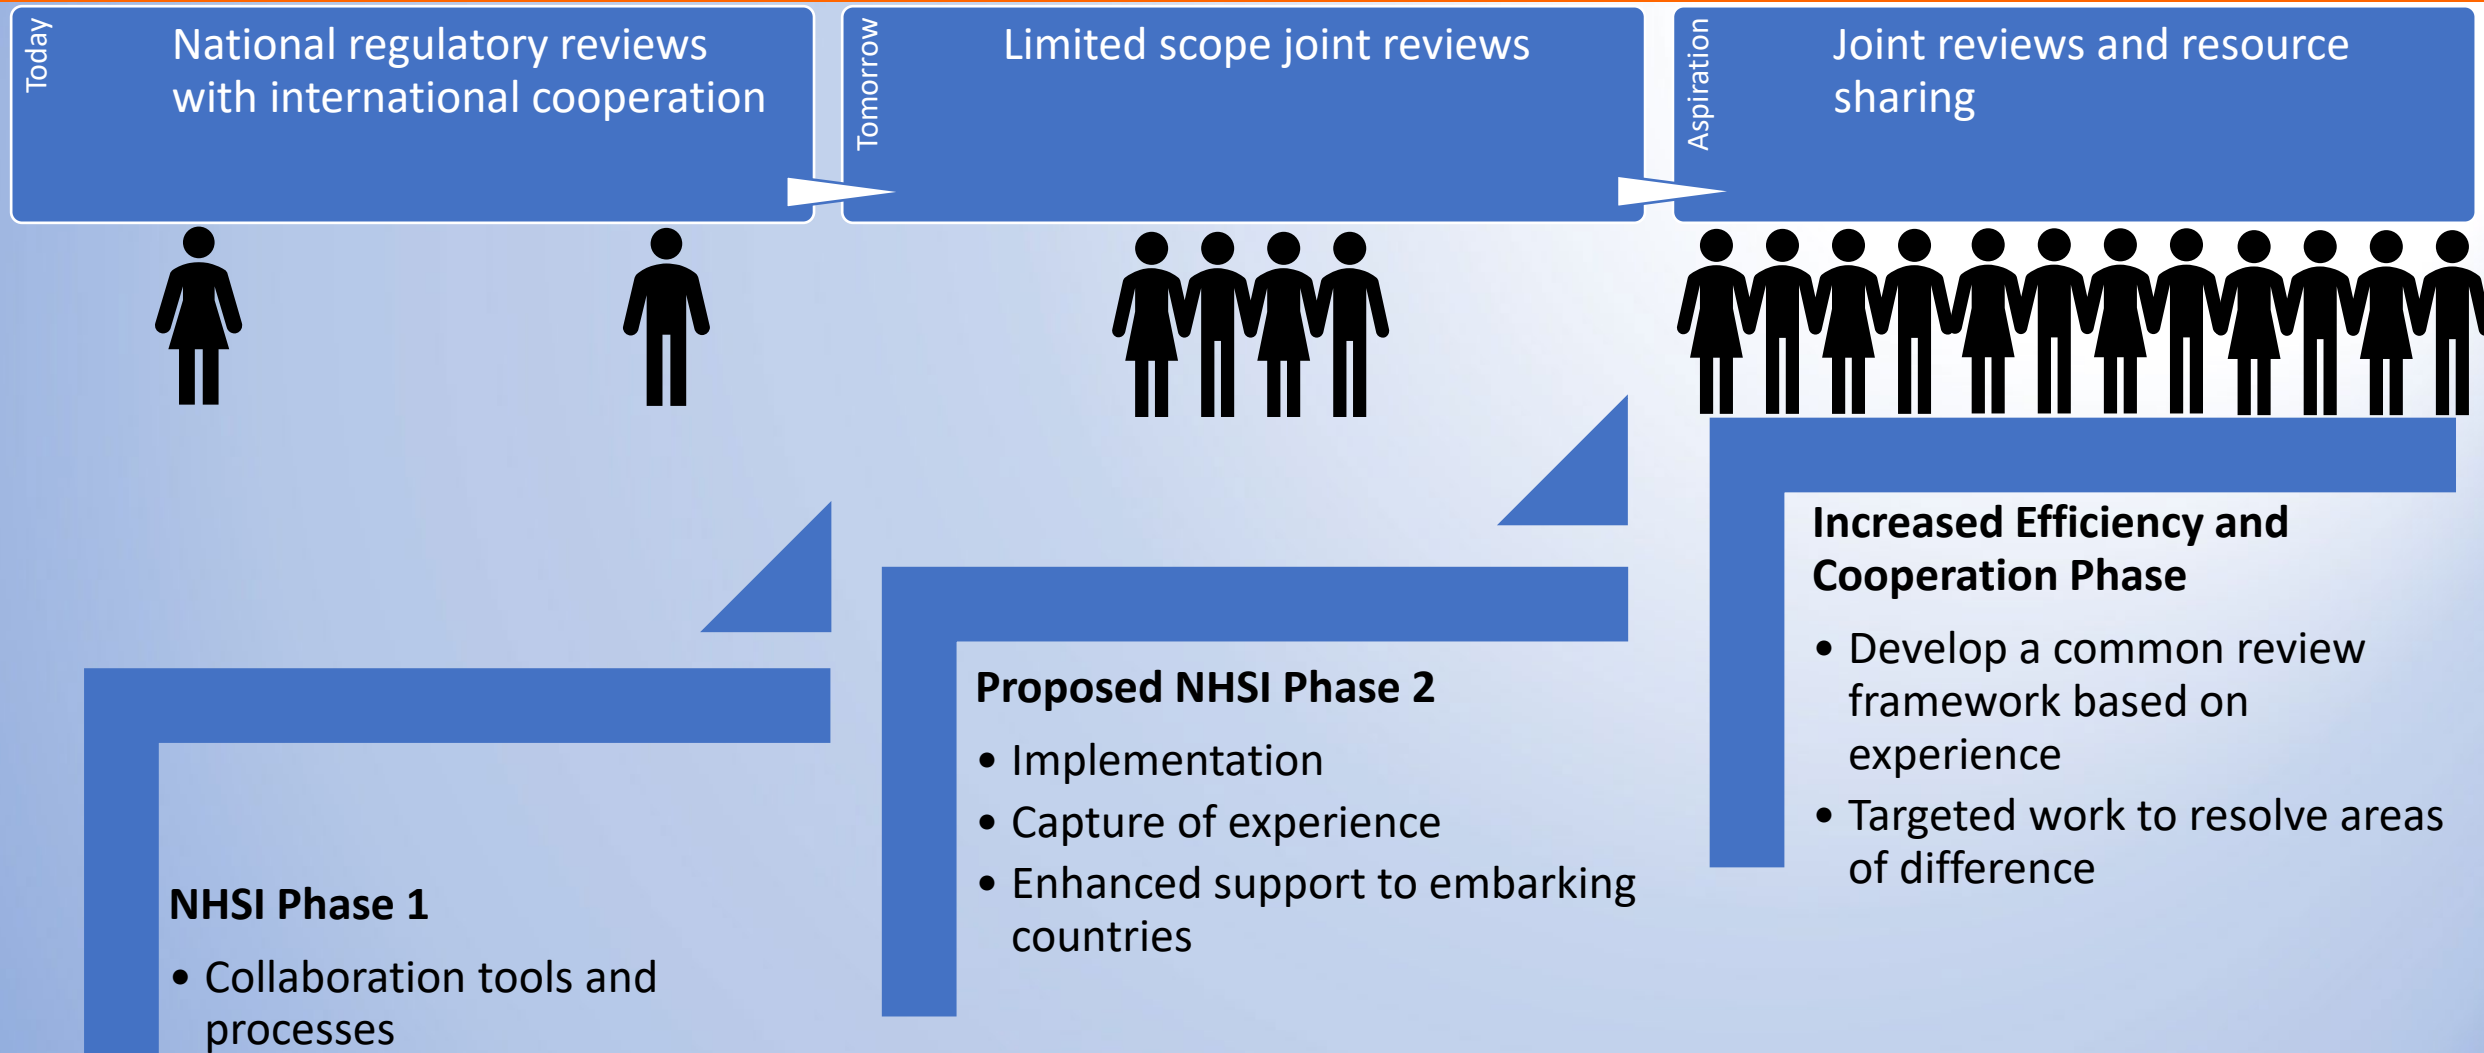 Today
National regulatory reviews
with international cooperation
Tomorrow
Limited scope joint reviews
Aspiration
Joint reviews and resource
sharing
NHSI Phase 1
• Collaboration tools and
processes
Proposed NHSI Phase 2
• Implementation
• Capture of experience
• Enhanced support to embarking
countries
Increased Efficiency and
Cooperation Phase
• Develop a common review
framework based on
experience
• Targeted work to resolve areas
of difference